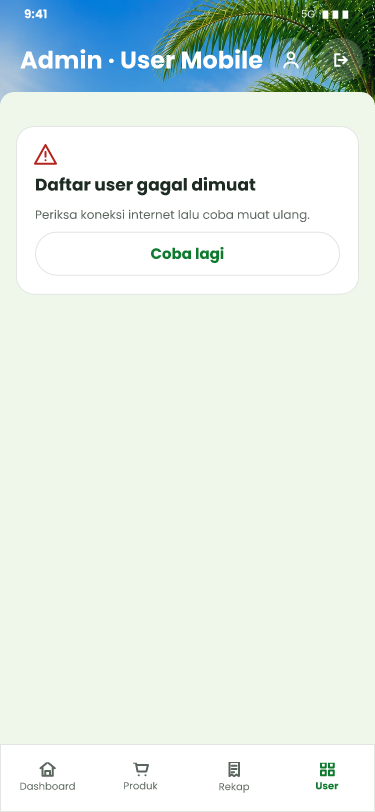 9:41
5G
Admin · User Mobile
Daftar user gagal dimuat
Periksa koneksi internet lalu coba muat ulang.
Coba lagi
Dashboard
Produk
Rekap
User